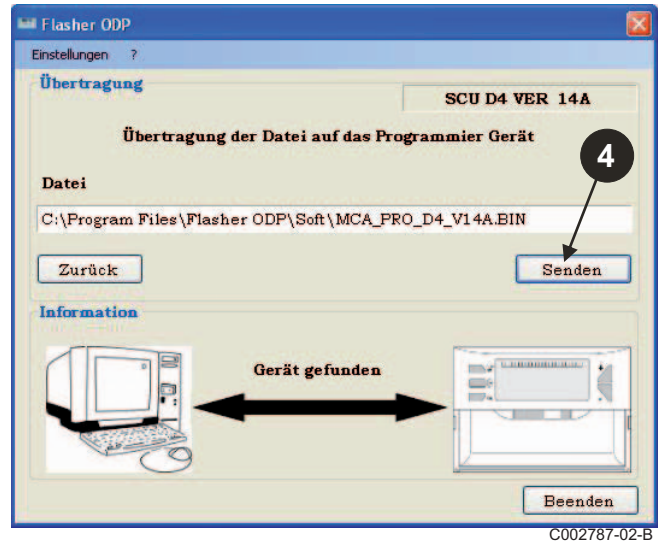 Flasher ODP
Einstellungen ?
Übertragung
SCU D4 VER 14A
Übertragung der Datei auf das Programmier Gerät
4
Datei
C:\Program Files\Flasher ODP\Soft\MCA_PRO_D4_V14A.BIN
Zurück
Senden
Information
Gerät gefunden
Beenden
C002787-02-B